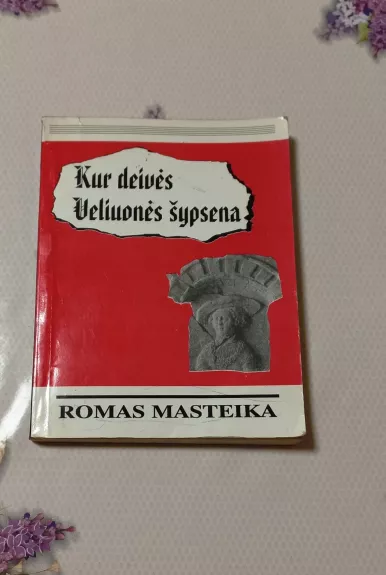 Kur deivės
Veliuonės šypsena
ROMAS MASTEIKA